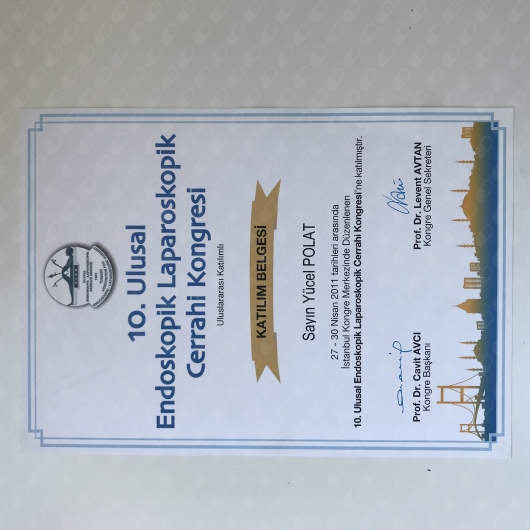 10. Ulusal
Endoskopik Laparoskopik
Cerrahi Kongresi
Uluslararası Katılımlı
KATILIM BELGESİ
Sayın Yücel POLAT
27 - 30 Nisan 2011 tarihleri arasında
İstanbul Kongre Merkezinde Düzenlenen
10. Ulusal Endoskopik Laparoskopik Cerrahi Kongresi'ne katılmıştır.
Prof. Dr. Cavit AVCI
Kongre Başkanı
Prof. Dr. Levent AVTAN
Kongre Genel Sekreteri